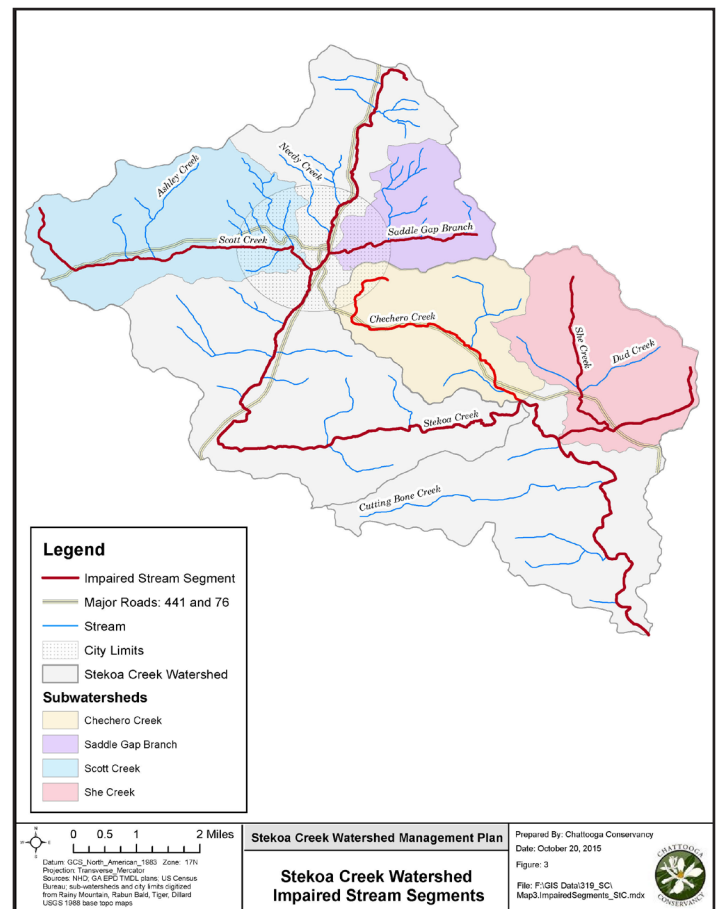 Ashley Creek
Needy Creek
Scott Creek
Saddle Gap Branch
Chechero Creek
She Creek
Dud Creek
Stekoa Creek
Cutting Bone Creek
Legend
Impaired Stream Segment
Major Roads: 441 and 76
Stream
City Limits
Stekoa Creek Watershed
Subwatersheds
Chechero Creek
Saddle Gap Branch
Scott Creek
She Creek
N
W
E
S
0 0.5 1 2 Miles
Datum: GCS_North_American_1983 Zone: 17N
Projection: Transverse_Mercator
Sources: NHD; GA EPD TMDL plans; US Census
Bureau; sub-watersheds and city limits digitized
from Rainy Mountain, Rabun Bald, Tiger, Dillard
USGS 1988 base topo maps
Stekoa Creek Watershed Management Plan
Stekoa Creek Watershed
Impaired Stream Segments
Prepared By: Chattooga Conservancy
Date: October 20, 2015
Figure: 3
File: F:\GIS Data\319_SC\
Map3.ImpairedSegments_StC.mdx
CHATTOOGA
CONSERVANCY